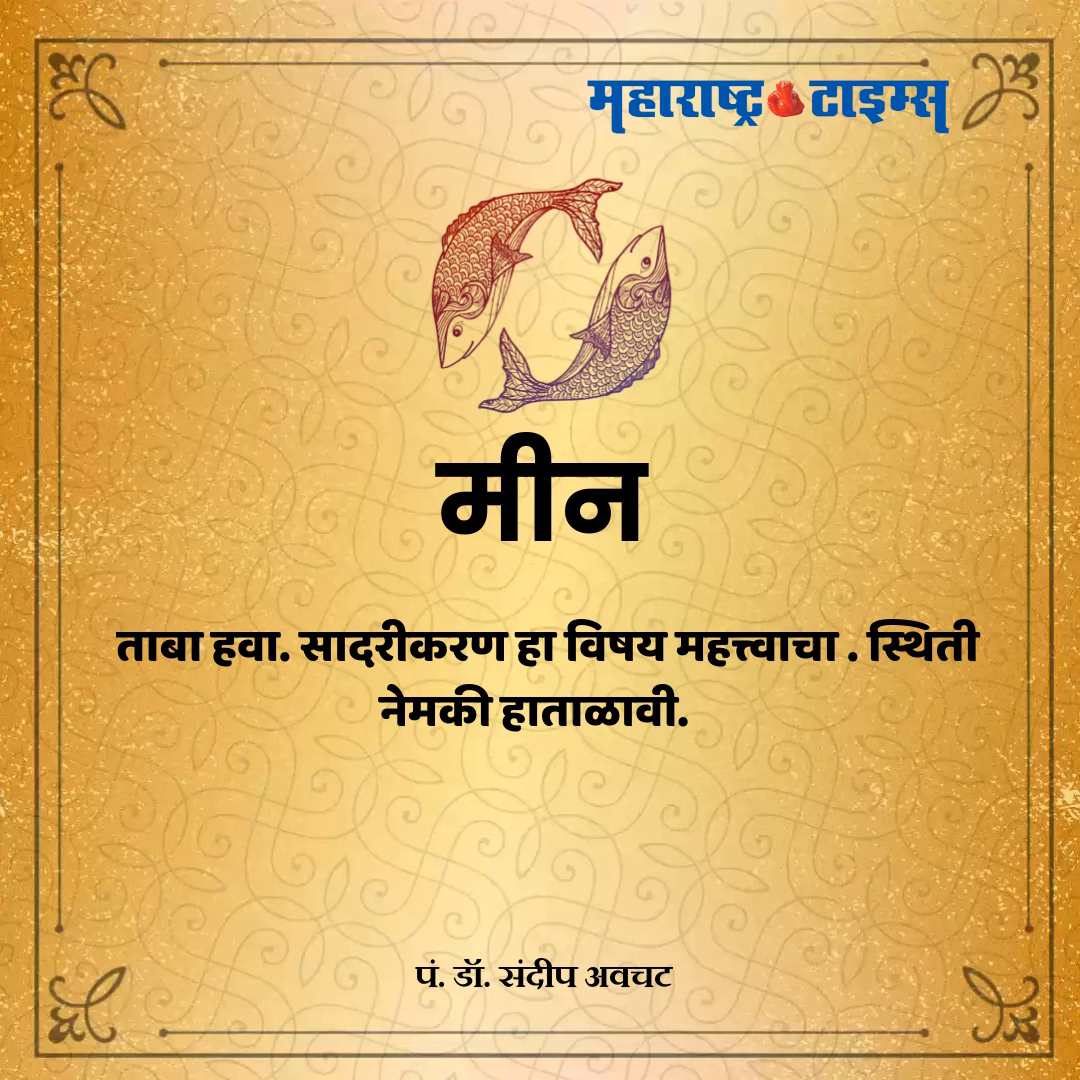 महाराष्ट्र टाइम्स
मीन
ताबा हवा. सादरीकरण हा विषय महत्त्वाचा . स्थिती
नेमकी हाताळावी.
पं. डॉ. संदीप अवचट